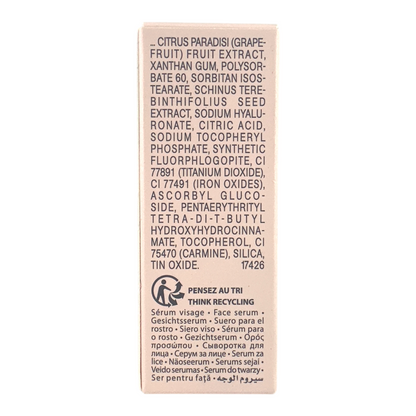 ... CITRUS PARADISI (GRAPE-
FRUIT) FRUIT EXTRACT,
XANTHAN GUM, POLYSOR-
BATE 60, SORBITAN ISOS-
TEARATE, SCHINUS TERE-
BINTHIFOLIUS SEED
EXTRACT, SODIUM HYALU-
RONATE, CITRIC ACID,
SODIUM TOCOPHERYL
PHOSPHATE, SYNTHETIC
FLUORPHLOGOPITE, CI
77891 (TITANIUM DIOXIDE),
CI 77491 (IRON OXIDES),
ASCORBYL GLUCO-
SIDE, PENTAERYTHRITYL
TETRA-DI-T-BUTYL
HYDROXYHYDROCINNA-
MATE, TOCOPHEROL, CI
75470 (CARMINE), SILICA,
TIN OXIDE. 17426
PENSEZ AU TRI
THINK RECYCLING
Sérum visage - Face serum -
Gesichtsserum - Suero para el
rostro - Siero viso - Sérum para o
rosto - Gezichtsserum - Ορός
προσώπου - Сыворотка для
лица - Серум за лице - Serum za
lice - Näoseerum - Sejas serums -
Veido serumas - Serum do twarzy -
Ser pentru față - سيروم الوجه